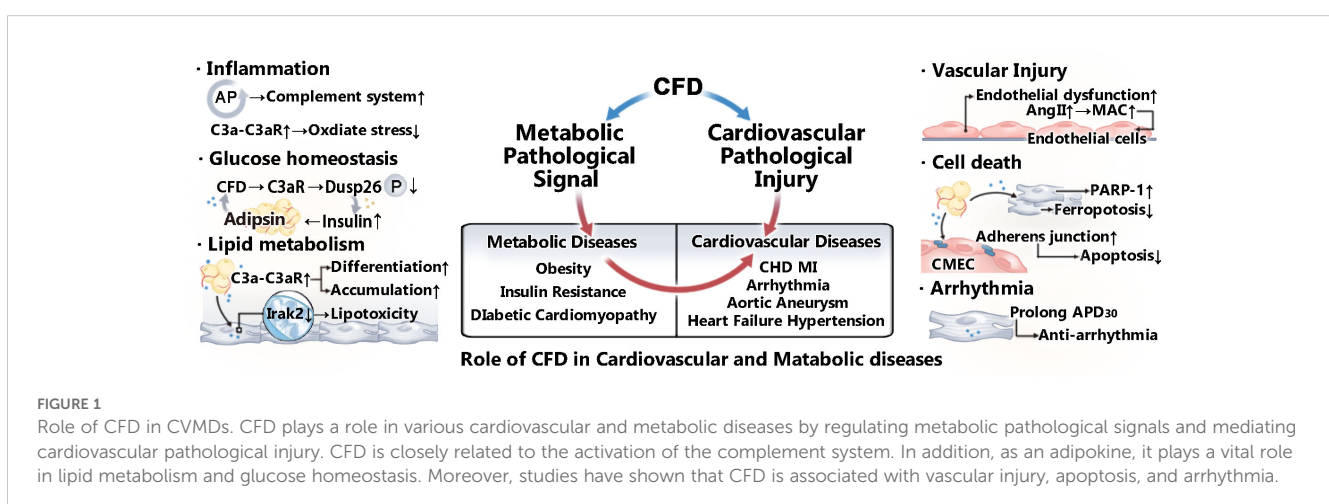 · Inflammation
AP →Complement system↑
C3a-C3aR↑→Oxdiate stress↓
· Glucose homeostasis
CFD→C3aR→Dusp26 P ↓
Adipsin ←Insulin↑
· Lipid metabolism
C3a-C3aR↑
Differentiation↑
Accumulation↑
Irak2↓→Lipotoxicity
CFD
Metabolic
Pathological
Signal
Cardiovascular
Pathological
Injury
Metabolic Diseases
Obesity
Insulin Resistance
DIabetic Cardiomyopathy
Cardiovascular Diseases
CHD MI
Arrhythmia
Aortic Aneurysm
Heart Failure Hypertension
Role of CFD in Cardiovascular and Matabolic diseases
· Vascular Injury
Endothelial dysfunction↑
AngII↑→MAC↑
Endothelial cells
· Cell death
PARP-1↑
Ferropotosis↓
Adherens junction↑
Apoptosis↓
CMEC
· Arrhythmia
Prolong APD30
Anti-arrhythmia
FIGURE 1
Role of CFD in CVMDs. CFD plays a role in various cardiovascular and metabolic diseases by regulating metabolic pathological signals and mediating
cardiovascular pathological injury. CFD is closely related to the activation of the complement system. In addition, as an adipokine, it plays a vital role
in lipid metabolism and glucose homeostasis. Moreover, studies have shown that CFD is associated with vascular injury, apoptosis, and arrhythmia.